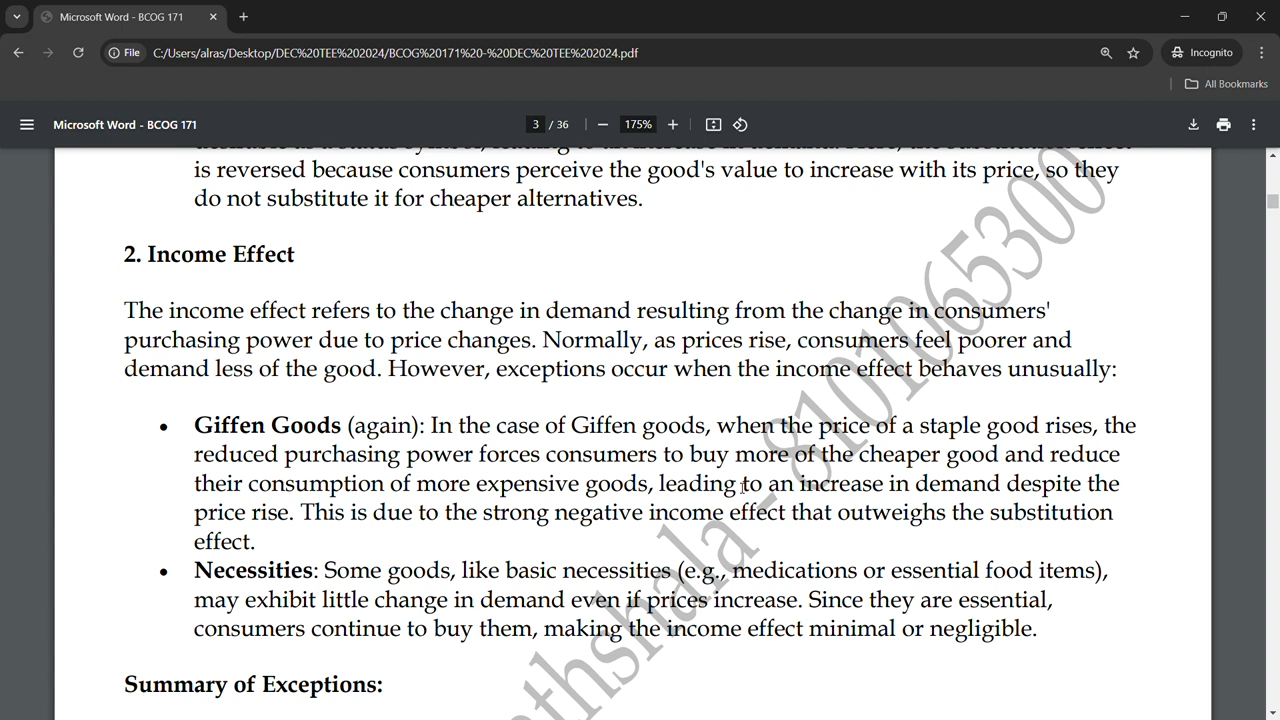 Microsoft Word - BCOG 171
File C:/Users/alras/Desktop/DEC%20TEE%202024/BCOG%20171%20-%20DEC%20TEE%202024.pdf
Incognito
All Bookmarks
Microsoft Word - BCOG 171
3 / 36
175%
is reversed because consumers perceive the good's value to increase with its price, so they
do not substitute it for cheaper alternatives.
2. Income Effect
The income effect refers to the change in demand resulting from the change in consumers'
purchasing power due to price changes. Normally, as prices rise, consumers feel poorer and
demand less of the good. However, exceptions occur when the income effect behaves unusually:
• Giffen Goods (again): In the case of Giffen goods, when the price of a staple good rises, the
reduced purchasing power forces consumers to buy more of the cheaper good and reduce
their consumption of more expensive goods, leading to an increase in demand despite the
price rise. This is due to the strong negative income effect that outweighs the substitution
effect.
• Necessities: Some goods, like basic necessities (e.g., medications or essential food items),
may exhibit little change in demand even if prices increase. Since they are essential,
consumers continue to buy them, making the income effect minimal or negligible.
Summary of Exceptions:
athshala - 8101065300